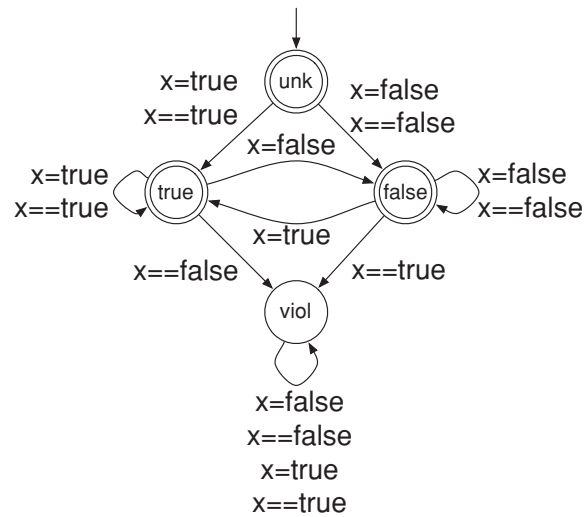 unk
x=true
x==true
x=false
x==false
x=false
x=true
x==true
true
false
x=false
x==false
x=true
x==false
x==true
viol
x=false
x==false
x=true
x==true